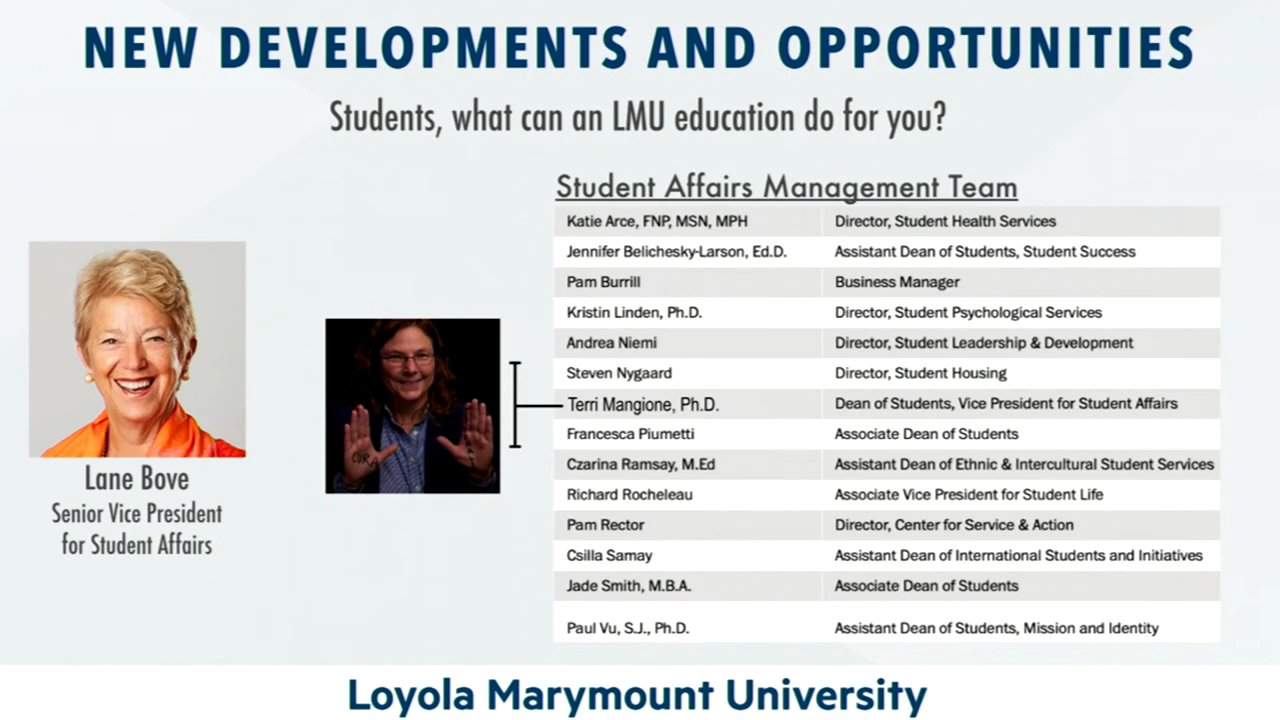 NEW DEVELOPMENTS AND OPPORTUNITIES
Students, what can an LMU education do for you?
Student Affairs Management Team
Katie Arce, FNP, MSN, MPH Director, Student Health Services
Jennifer Belichesky-Larson, Ed.D. Assistant Dean of Students, Student Success
Pam Burrill Business Manager
Kristin Linden, Ph.D. Director, Student Psychological Services
Andrea Niemi Director, Student Leadership & Development
Steven Nygaard Director, Student Housing
Terri Mangione, Ph.D. Dean of Students, Vice President for Student Affairs
Francesca Piumetti Associate Dean of Students
Czarina Ramsay, M.Ed Assistant Dean of Ethnic & Intercultural Student Services
Richard Rocheleau Associate Vice President for Student Life
Pam Rector Director, Center for Service & Action
Csilla Samay Assistant Dean of International Students and Initiatives
Jade Smith, M.B.A. Associate Dean of Students
Paul Vu, S.J., Ph.D. Assistant Dean of Students, Mission and Identity
Lane Bove
Senior Vice President
for Student Affairs
CURA
Loyola Marymount University